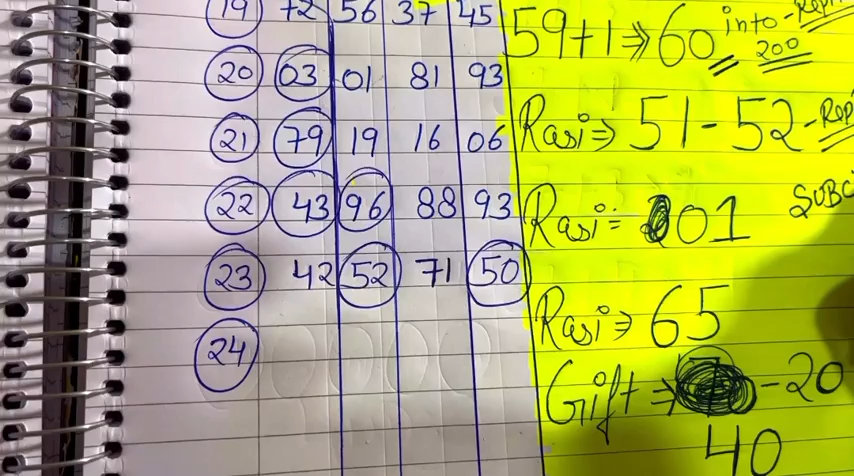 19 72 56 37 45
20 03 01 81 93
21 79 19 16 06
22 43 96 88 93
23 42 52 71 50
24
59+1⇒60 into-
200
Rasi⇒ 51-52-
Rasi= 01
Rasi⇒ 65
Gift ⇒ -20
40